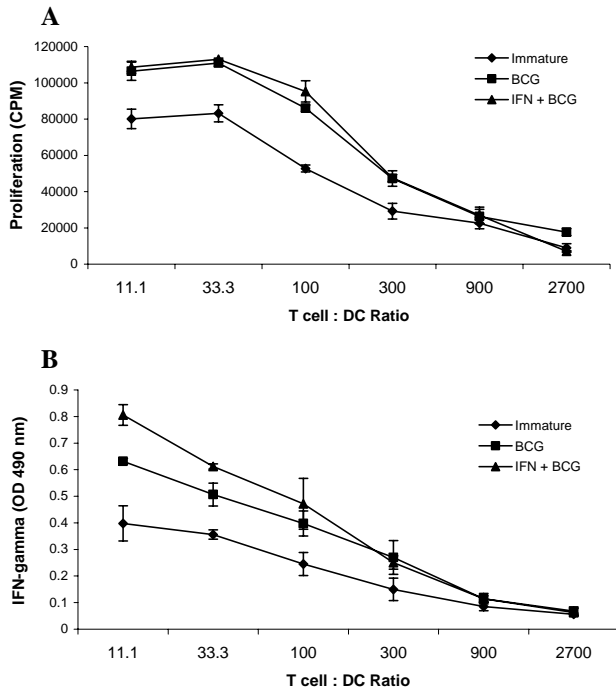 A
120000
100000
80000
60000
40000
20000
0
Proliferation (CPM)
Immature
BCG
IFN + BCG
11.1 33.3 100 300 900 2700
T cell : DC Ratio
B
0.9
0.8
0.7
0.6
0.5
0.4
0.3
0.2
0.1
0
IFN-gamma (OD 490 nm)
Immature
BCG
IFN + BCG
11.1 33.3 100 300 900 2700
T cell : DC Ratio